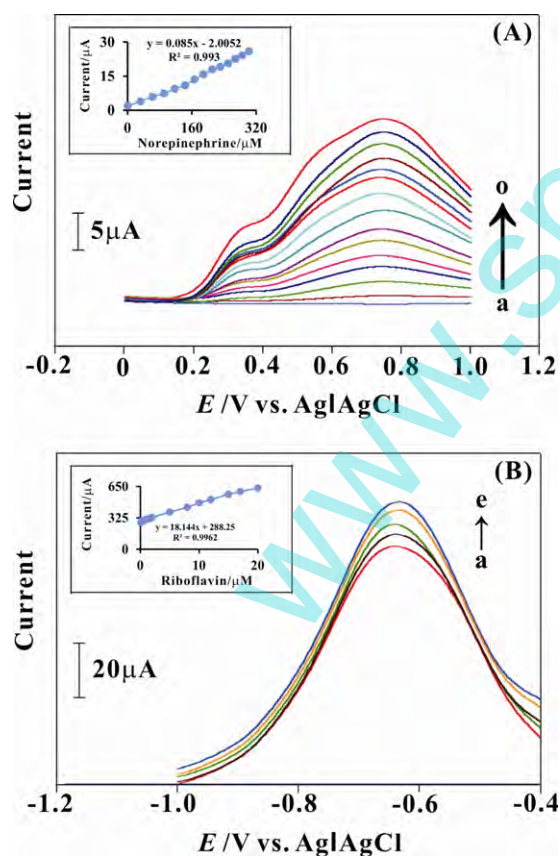 (A)
30
15
0
Current/µA
y = 0.085x - 2.0052
R² = 0.993
0 160 320
Norepinephrine/µM
Current
5µA
o
a
-0.2 0 0.2 0.4 0.6 0.8 1.0 1.2
E /V vs. Ag|AgCl
(B)
650
325
0
Current/µA
y = 18.144x + 288.25
R² = 0.9962
0 10 20
Riboflavin/µM
Current
20µA
e
a
-1.2 -1.0 -0.8 -0.6 -0.4
E /V vs. Ag|AgCl
www.sp